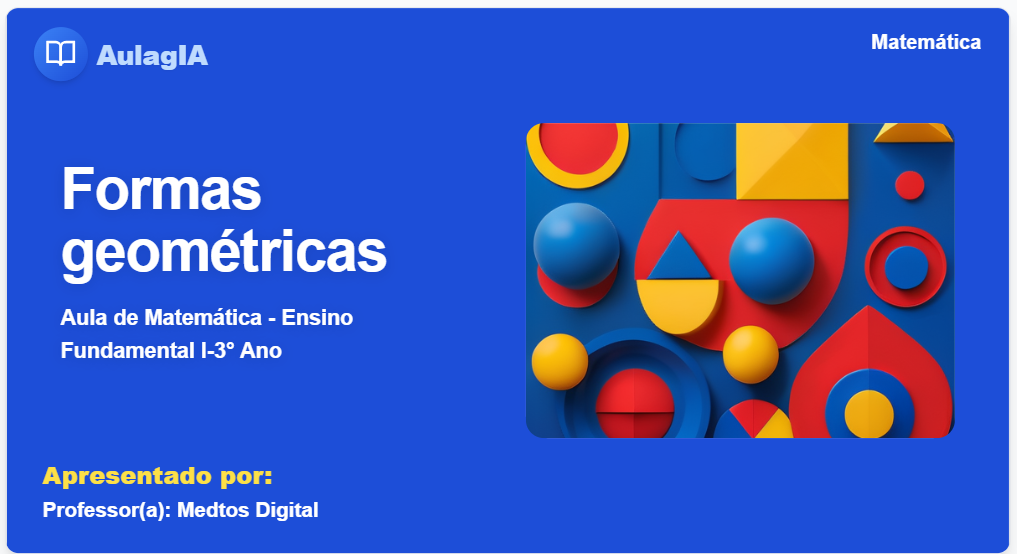 AulagIA
Matemática
Formas
geométricas
Aula de Matemática - Ensino
Fundamental I-3° Ano
Apresentado por:
Professor(a): Medtos Digital